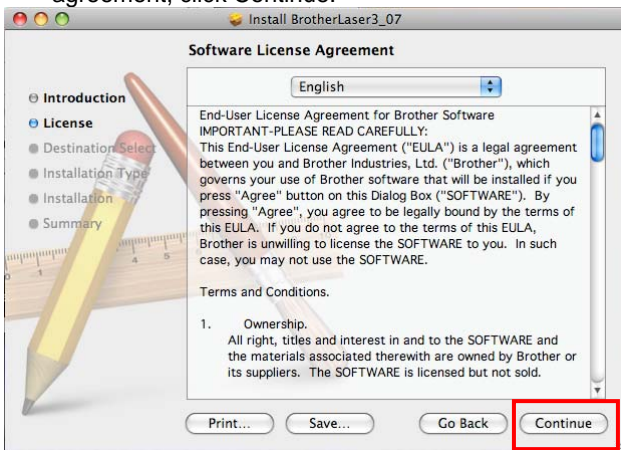 agreement, click Continue.
Install BrotherLaser3_07
Software License Agreement
Introduction
License
Destination Select
Installation Type
Installation
Summary
English
End-User License Agreement for Brother Software
IMPORTANT-PLEASE READ CAREFULLY:
This End-User License Agreement ("EULA") is a legal agreement
between you and Brother Industries, Ltd. ("Brother"), which
governs your use of Brother software that will be installed if you
press "Agree" button on this Dialog Box ("SOFTWARE"). By
pressing "Agree", you agree to be legally bound by the terms of
this EULA. If you do not agree to the terms of this EULA,
Brother is unwilling to license the SOFTWARE to you. In such
case, you may not use the SOFTWARE.
Terms and Conditions.
1. Ownership.
All right, titles and interest in and to the SOFTWARE and
the materials associated therewith are owned by Brother or
its suppliers. The SOFTWARE is licensed but not sold.
Print...
Save...
Go Back
Continue